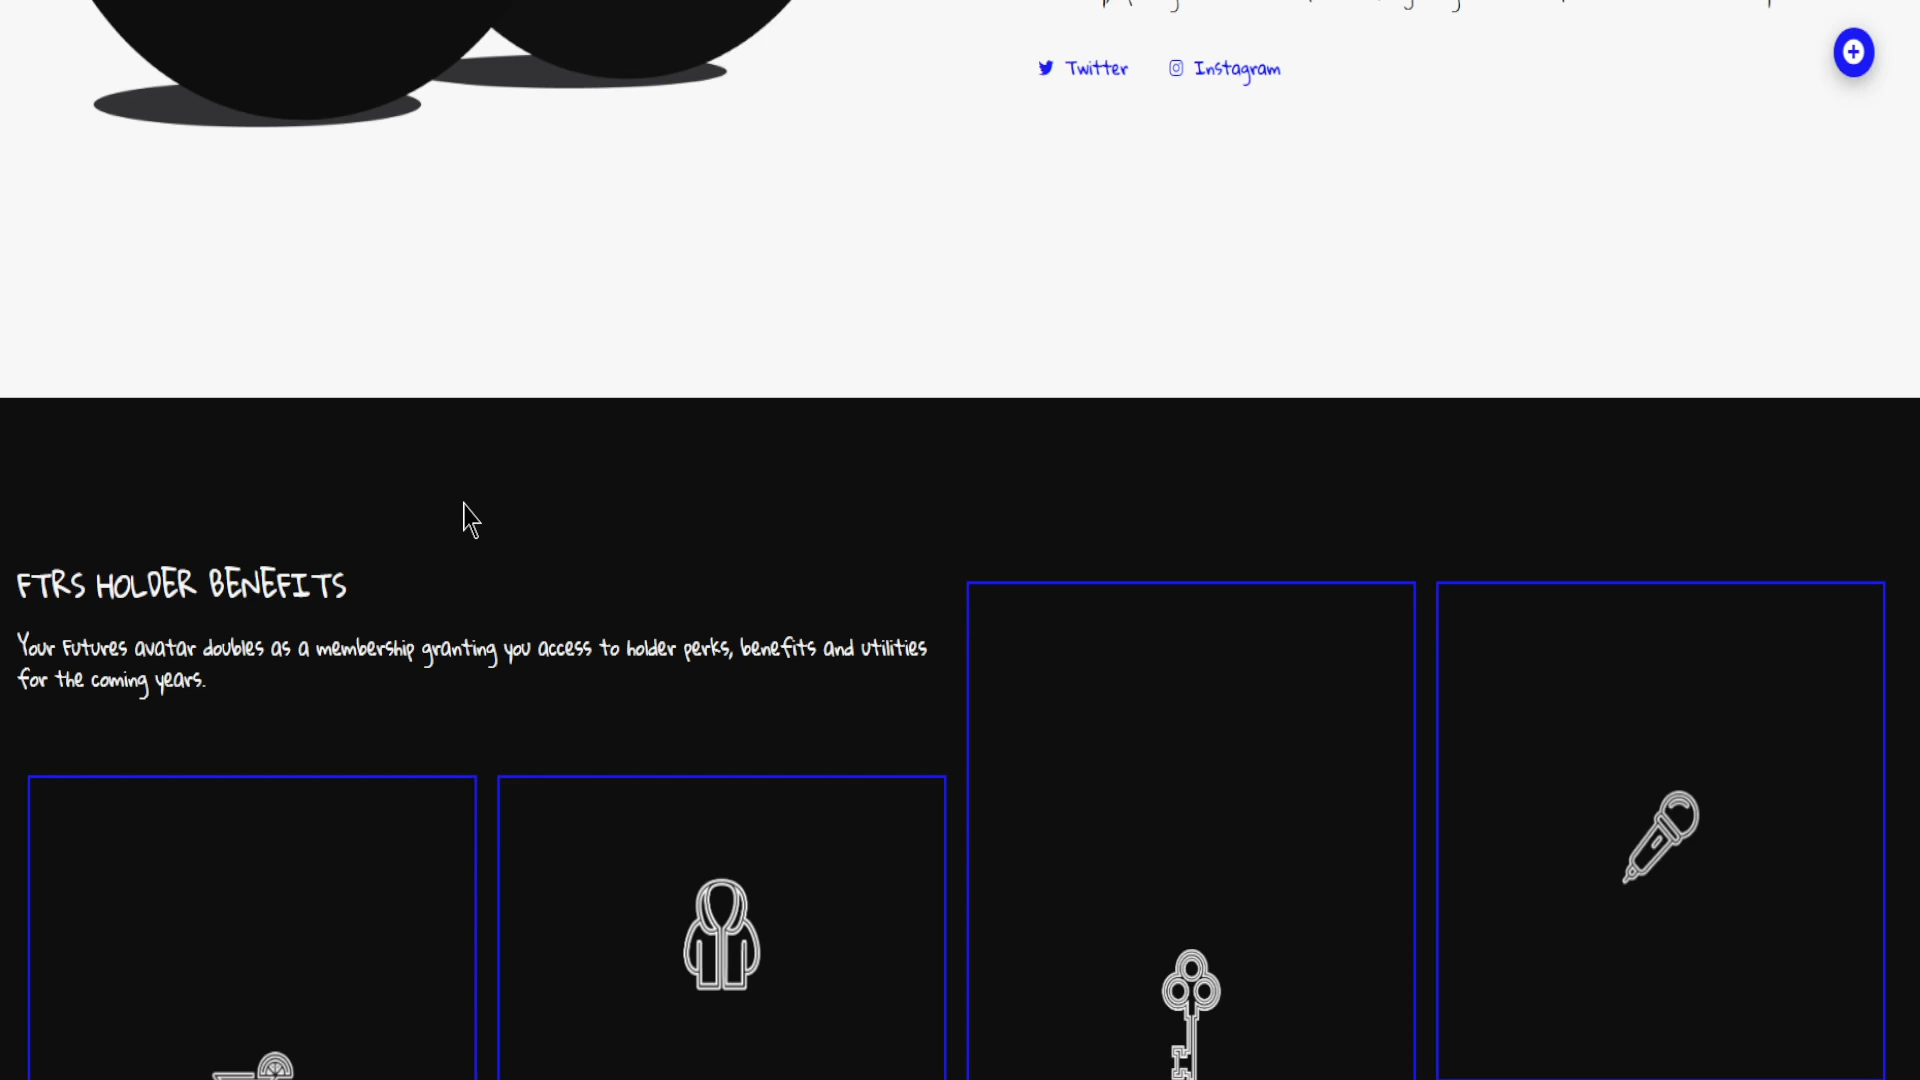 Twitter
Instagram
FTRS HOLDER BENEFITS
Your Futures avatar doubles as a membership granting you access to holder perks, benefits and utilities
for the coming years.